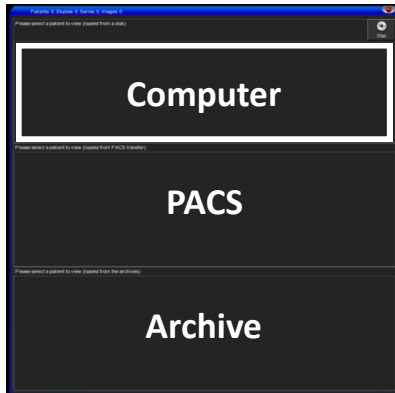 Patients: 0, Studies: 0, Series: 0, Images: 0
Please select a patient to view (loaded from a disk)
Disc
Computer
Please select a patient to view (loaded from PACS transfer)
PACS
Please select a patient to view (loaded from the archives)
Archive